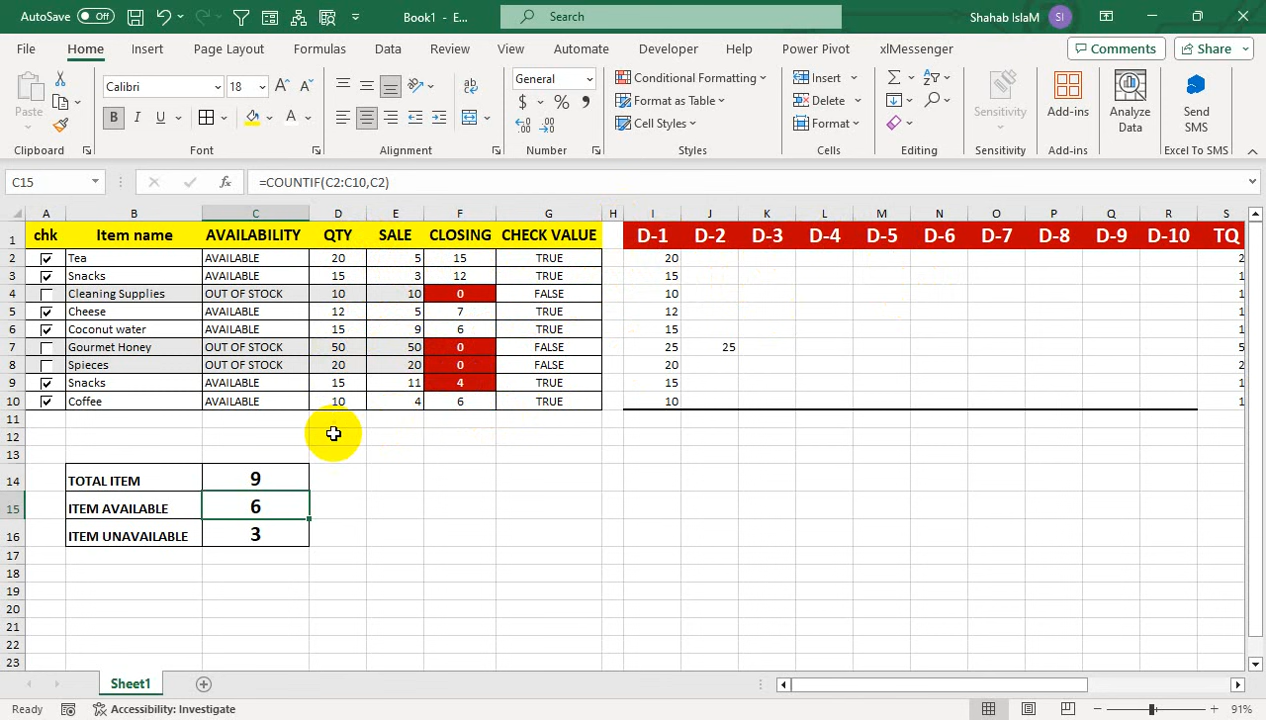 AutoSave Off Book1 - E... Search Shahab IslaM SI
File Home Insert Page Layout Formulas Data Review View Automate Developer Help Power Pivot xlMessenger Comments Share
Calibri 18 General Conditional Formatting Insert
Paste B I U $ % Format as Table Delete Sensitivity Add-ins Analyze Data Send SMS
Cell Styles Format
Clipboard Font Alignment Number Styles Cells Editing Sensitivity Add-ins Excel To SMS
C15 fx =COUNTIF(C2:C10,C2)
A B C D E F G H I J K L M N O P Q R S
1 chk Item name AVAILABILITY QTY SALE CLOSING CHECK VALUE D-1 D-2 D-3 D-4 D-5 D-6 D-7 D-8 D-9 D-10 TQ
2 Tea AVAILABLE 20 5 15 TRUE 20 2
3 Snacks AVAILABLE 15 3 12 TRUE 15 1
4 Cleaning Supplies OUT OF STOCK 10 10 0 FALSE 10 1
5 Cheese AVAILABLE 12 5 7 TRUE 12 1
6 Coconut water AVAILABLE 15 9 6 TRUE 15 1
7 Gourmet Honey OUT OF STOCK 50 50 0 FALSE 25 25 5
8 Spieces OUT OF STOCK 20 20 0 FALSE 20 2
9 Snacks AVAILABLE 15 11 4 TRUE 15 1
10 Coffee AVAILABLE 10 4 6 TRUE 10 1
11
12
13
14 TOTAL ITEM 9
15 ITEM AVAILABLE 6
16 ITEM UNAVAILABLE 3
17
18
19
20
21
22
23
Sheet1
Ready Accessibility: Investigate 91%